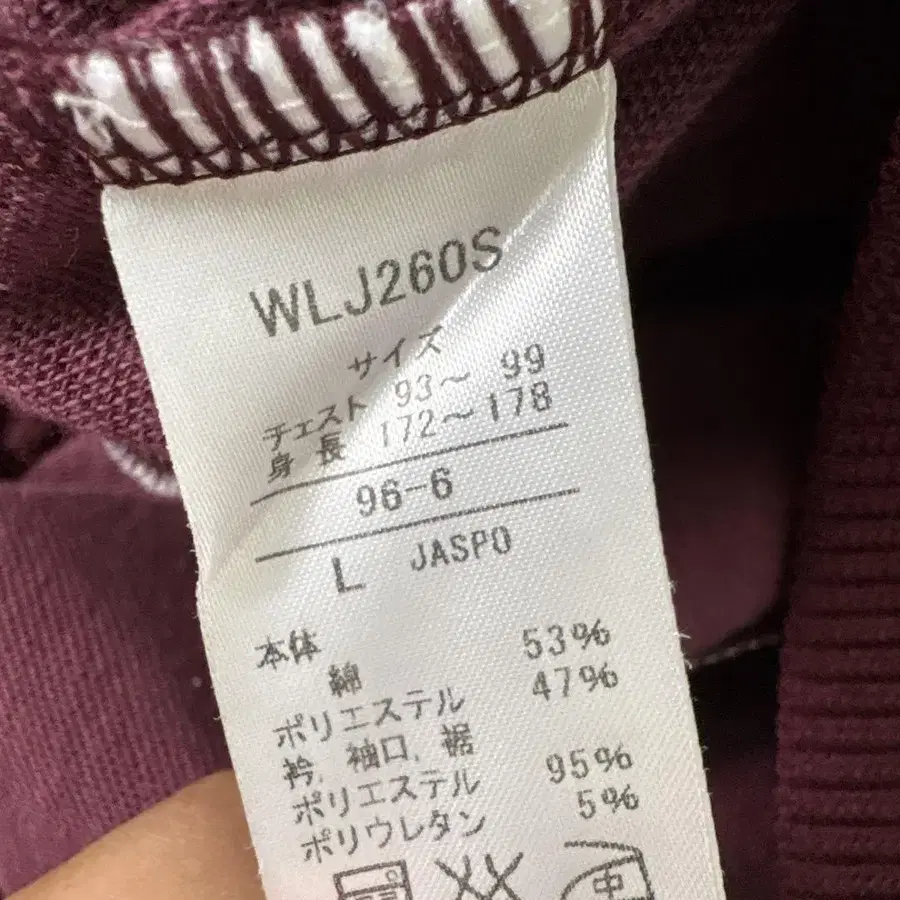 WLJ260S
サイズ
チェスト 93～ 99
身 長 172～178
96-6
L JASPO
本体
綿 53%
ポリエステル 47%
衿、袖口、裾
ポリエステル 95%
ポリウレタン 5%
中